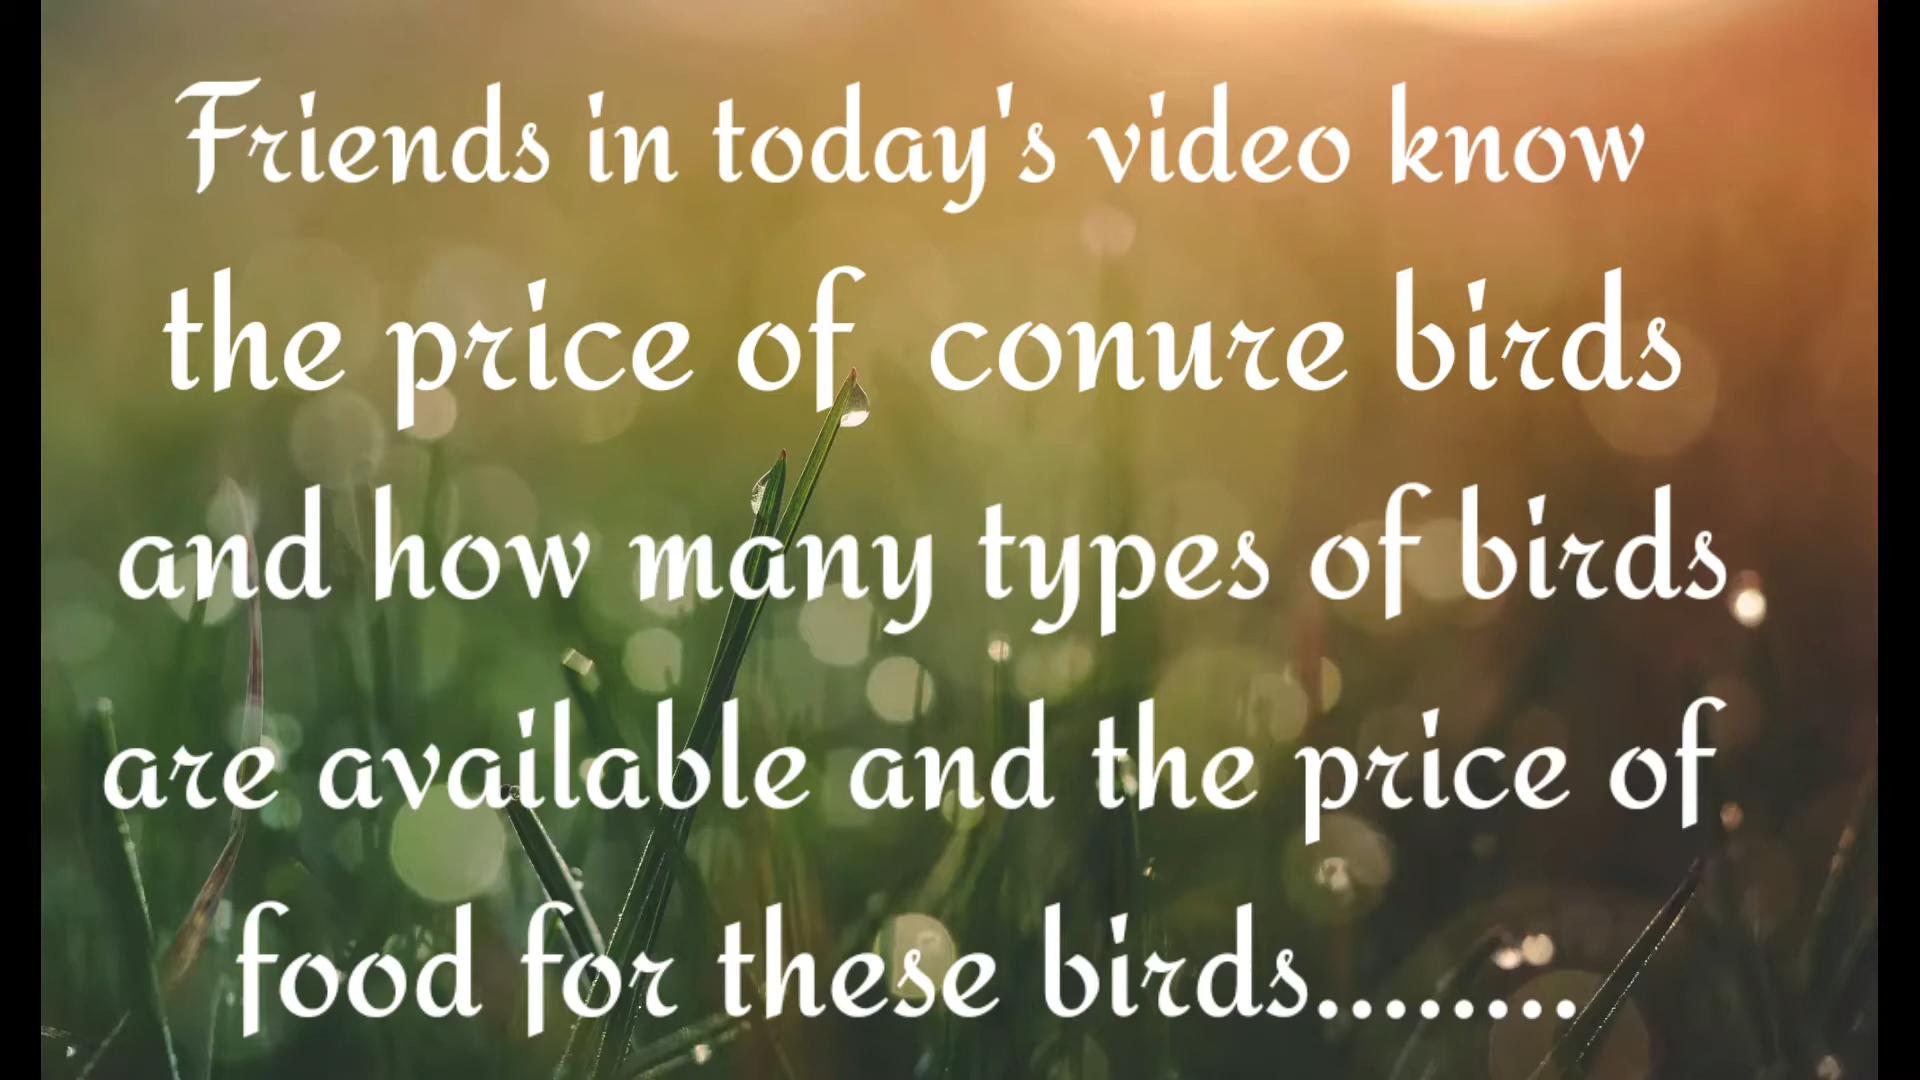 Friends in today's video know
the price of conure birds
and how many types of birds
are available and the price of
food for these birds........